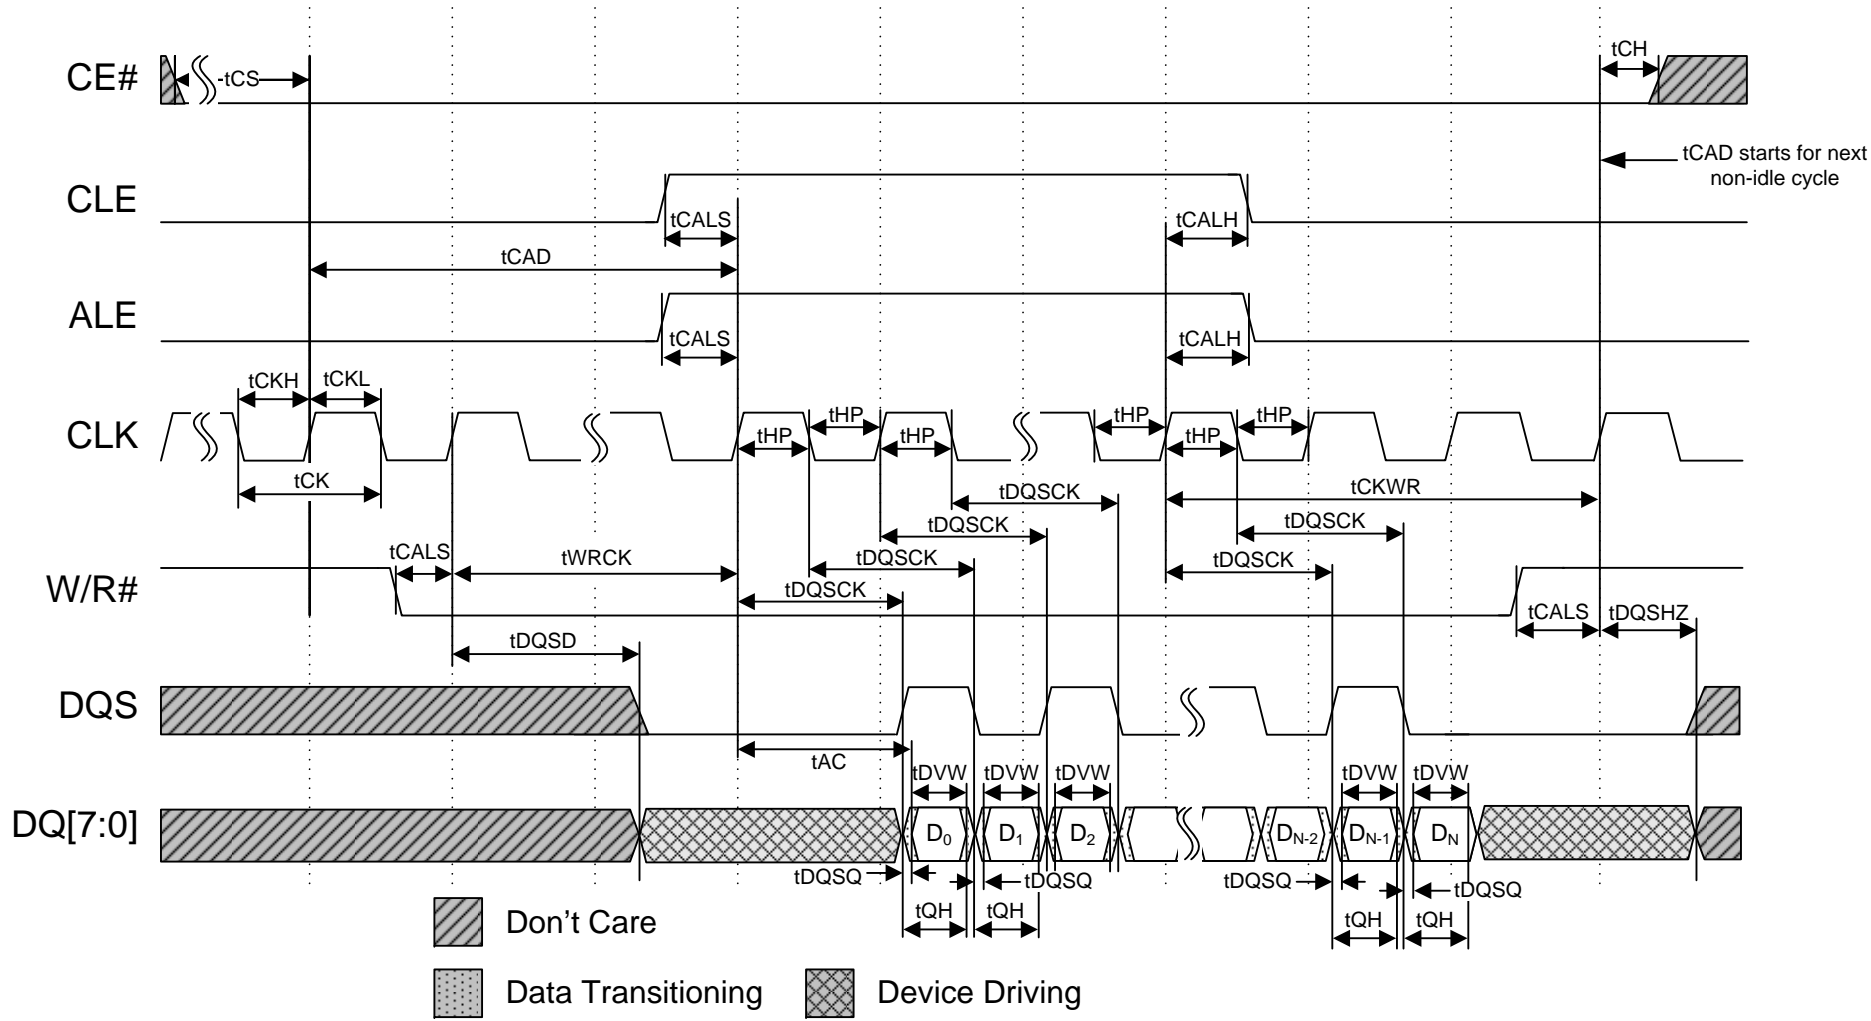 tCH
CE#
tCS
tCAD starts for next
non-idle cycle
CLE
tCALS
tCALH
tCAD
ALE
tCALS
tCALH
tCKH
tCKL
CLK
tHP
tHP
tHP
tHP
tHP
tHP
tCK
tDQSCK
tCKWR
tDQSCK
tDQSCK
tCALS
tWRCK
tDQSCK
tDQSCK
W/R#
tDQSCK
tCALS
tDQSHZ
tDQSD
DQS
tAC
tDVW
tDVW
tDVW
tDVW
tDVW
DQ[7:0]
D0
D1
D2
DN-2
DN-1
DN
tDQSQ
tDQSQ
tDQSQ
tDQSQ
tQH
tQH
tQH
tQH
Don't Care
Data Transitioning
Device Driving